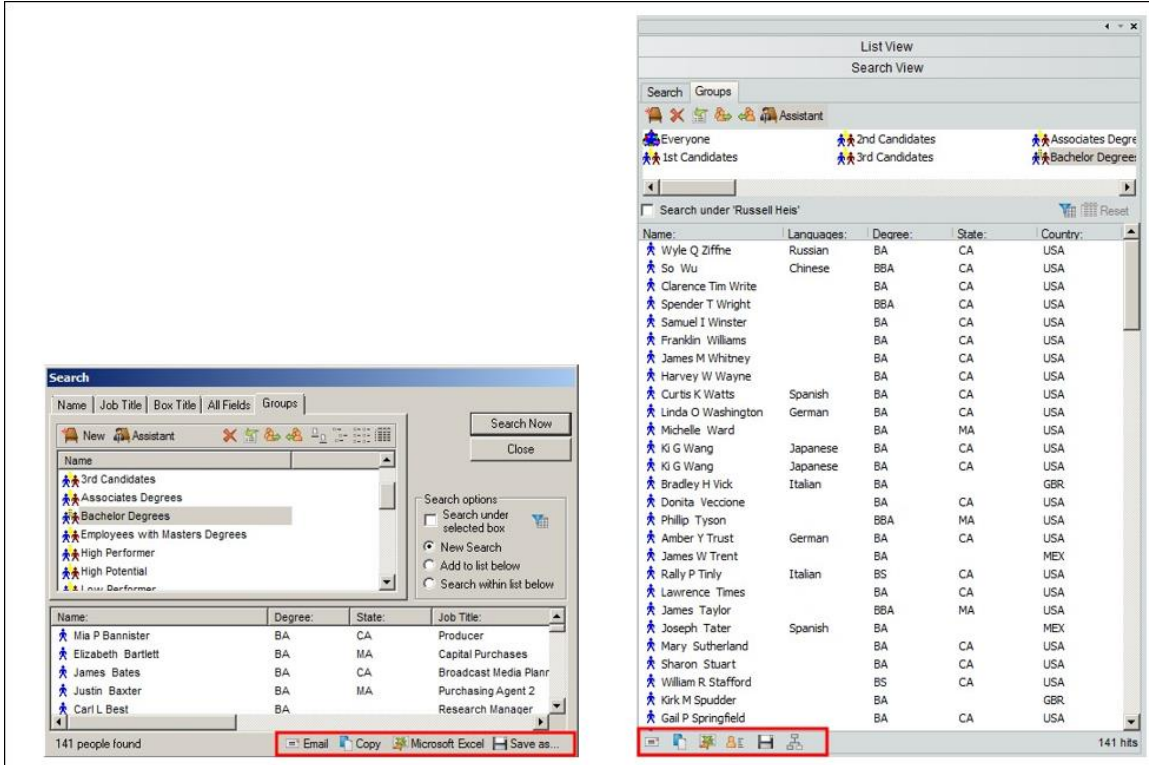 Search
Name Job Title Box Title All Fields Groups
New Assistant
Name
3rd Candidates
Associates Degrees
Bachelor Degrees
Employees with Masters Degrees
High Performer
High Potential
Low Performer
Search Now
Close
Search options
Search under
selected box
New Search
Add to list below
Search within list below
Name: Degree: State: Job Title:
Mia P Bannister BA CA Producer
Elizabeth Bartlett BA MA Capital Purchases
James Bates BA CA Broadcast Media Planr
Justin Baxter BA MA Purchasing Agent 2
Carl L Best BA Research Manager
141 people found Email Copy Microsoft Excel Save as...
List View
Search View
Search Groups
Assistant
Everyone 2nd Candidates Associates Degre
1st Candidates 3rd Candidates Bachelor Degrees
Search under 'Russell Heis' Reset
Name: Languages: Degree: State: Country:
Wyle Q Ziffne Russian BA CA USA
So Wu Chinese BBA CA USA
Clarence Tim Write BA CA USA
Spender T Wright BBA CA USA
Samuel I Winster BA CA USA
Franklin Williams BA CA USA
James M Whitney BA CA USA
Harvey W Wayne BA CA USA
Curtis K Watts Spanish BA CA USA
Linda O Washington German BA CA USA
Michelle Ward BA MA USA
Ki G Wang Japanese BA CA USA
Ki G Wang Japanese BA CA USA
Bradley H Vick Italian BA GBR
Donita Veccione BA CA USA
Phillip Tyson BBA MA USA
Amber Y Trust German BA CA USA
James W Trent BA MEX
Rally P Tinly Italian BS CA USA
Lawrence Times BA CA USA
James Taylor BBA MA USA
Joseph Tater Spanish BA MEX
Mary Sutherland BA CA USA
Sharon Stuart BA CA USA
William R Stafford BS CA USA
Kirk M Spudder BA GBR
Gail P Springfield BA CA USA
141 hits